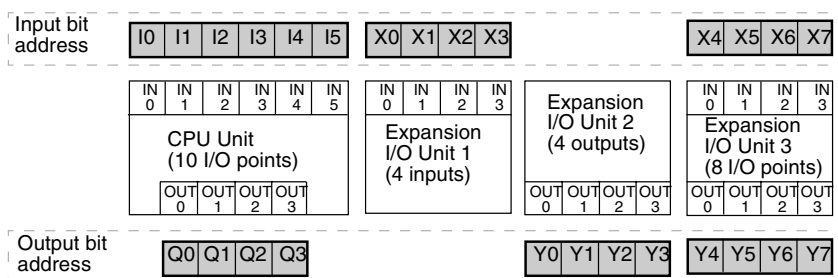 Input bit address
I0 I1 I2 I3 I4 I5 X0 X1 X2 X3 X4 X5 X6 X7
IN 0 IN 1 IN 2 IN 3 IN 4 IN 5
CPU Unit
(10 I/O points)
OUT 0 OUT 1 OUT 2 OUT 3
IN 0 IN 1 IN 2 IN 3
Expansion
I/O Unit 1
(4 inputs)
Expansion
I/O Unit 2
(4 outputs)
OUT 0 OUT 1 OUT 2 OUT 3
IN 0 IN 1 IN 2 IN 3
Expansion
I/O Unit 3
(8 I/O points)
OUT 0 OUT 1 OUT 2 OUT 3
Output bit address
Q0 Q1 Q2 Q3 Y0 Y1 Y2 Y3 Y4 Y5 Y6 Y7